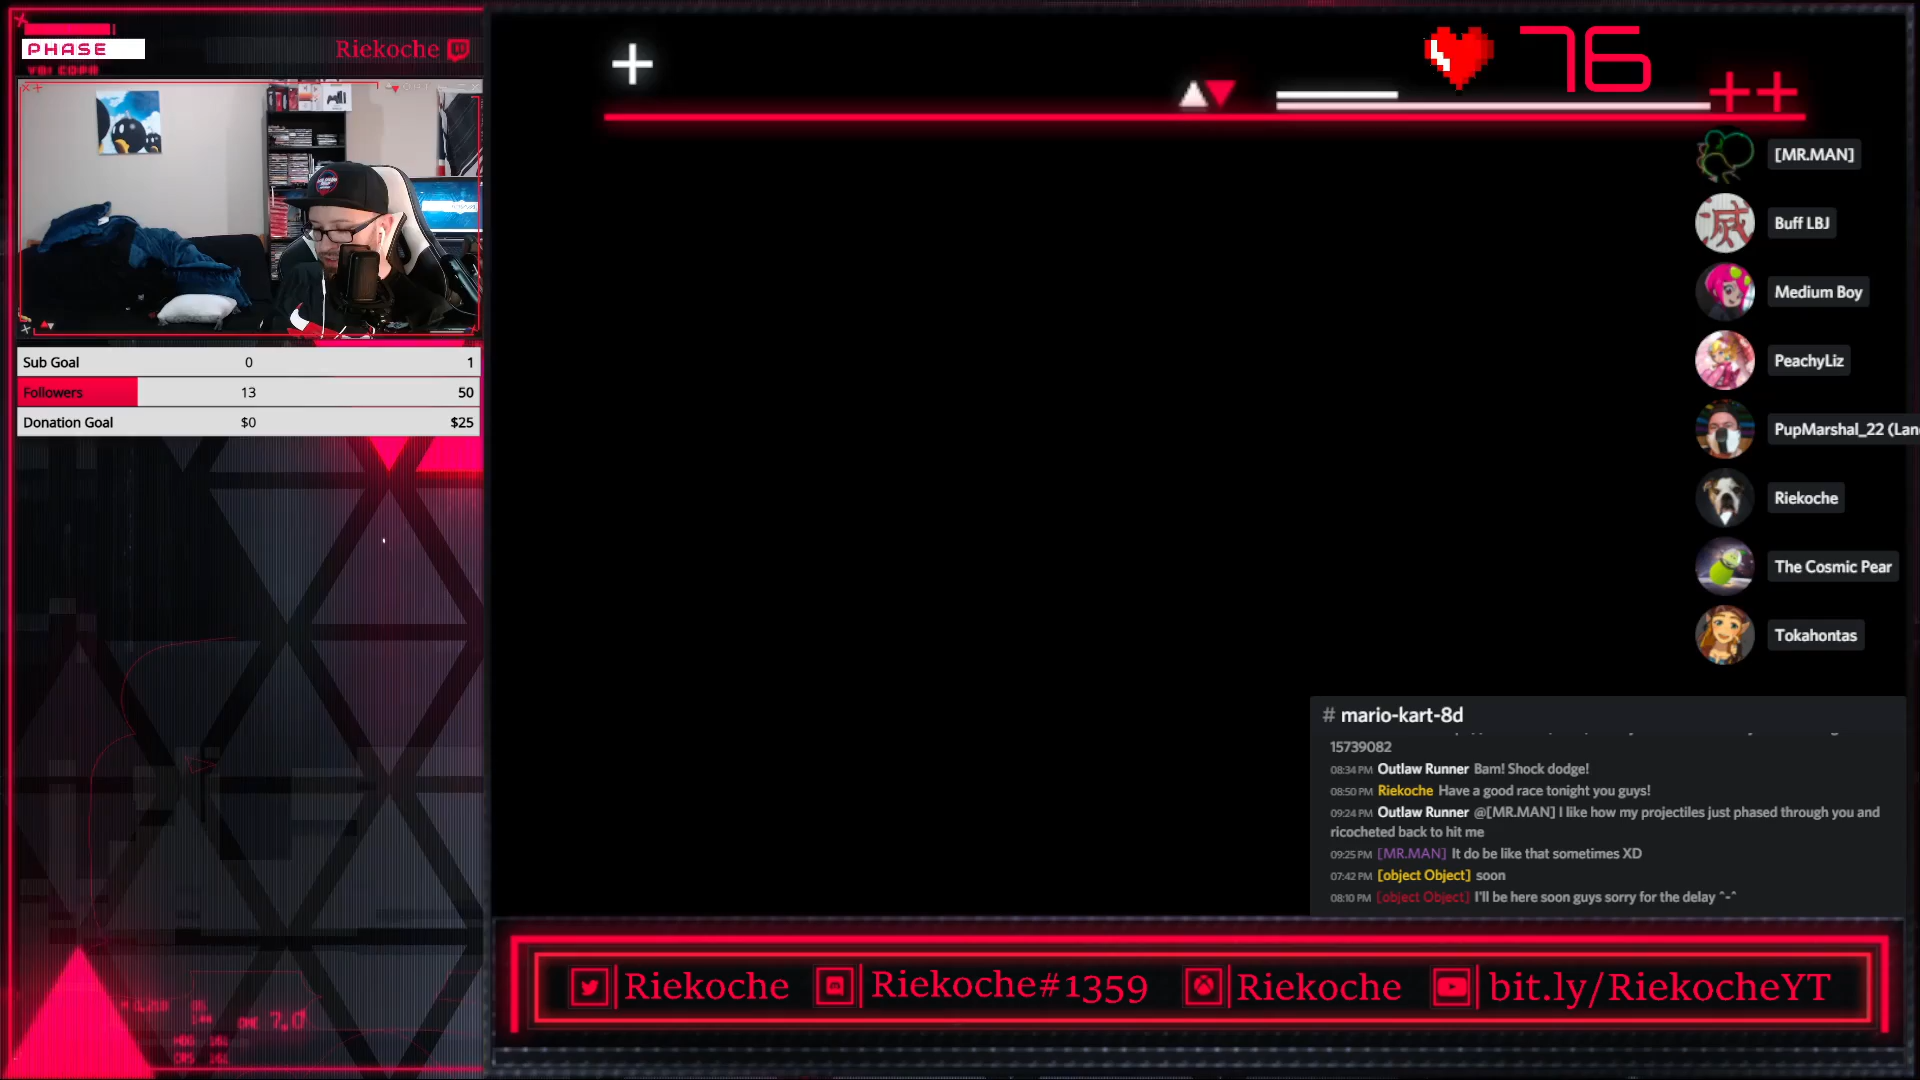 PHASE
Riekoche
Sub Goal 0 1
Followers 13 50
Donation Goal $0 $25
76
[MR.MAN]
Buff LBJ
Medium Boy
PeachyLiz
PupMarshal_22
Riekoche
The Cosmic Pear
Tokahontas
# mario-kart-8d
15739082
08:34 PM Outlaw Runner Bam! Shock dodge!
08:50 PM Riekoche Have a good race tonight you guys!
09:24 PM Outlaw Runner @[MR.MAN] I like how my projectiles just phased through you and
ricocheted back to hit me
09:25 PM [MR.MAN] It do be like that sometimes XD
07:42 PM [object Object] soon
08:10 PM [object Object] I'll be here soon guys sorry for the delay ^-^
Riekoche Riekoche#1359 Riekoche bit.ly/RiekocheYT